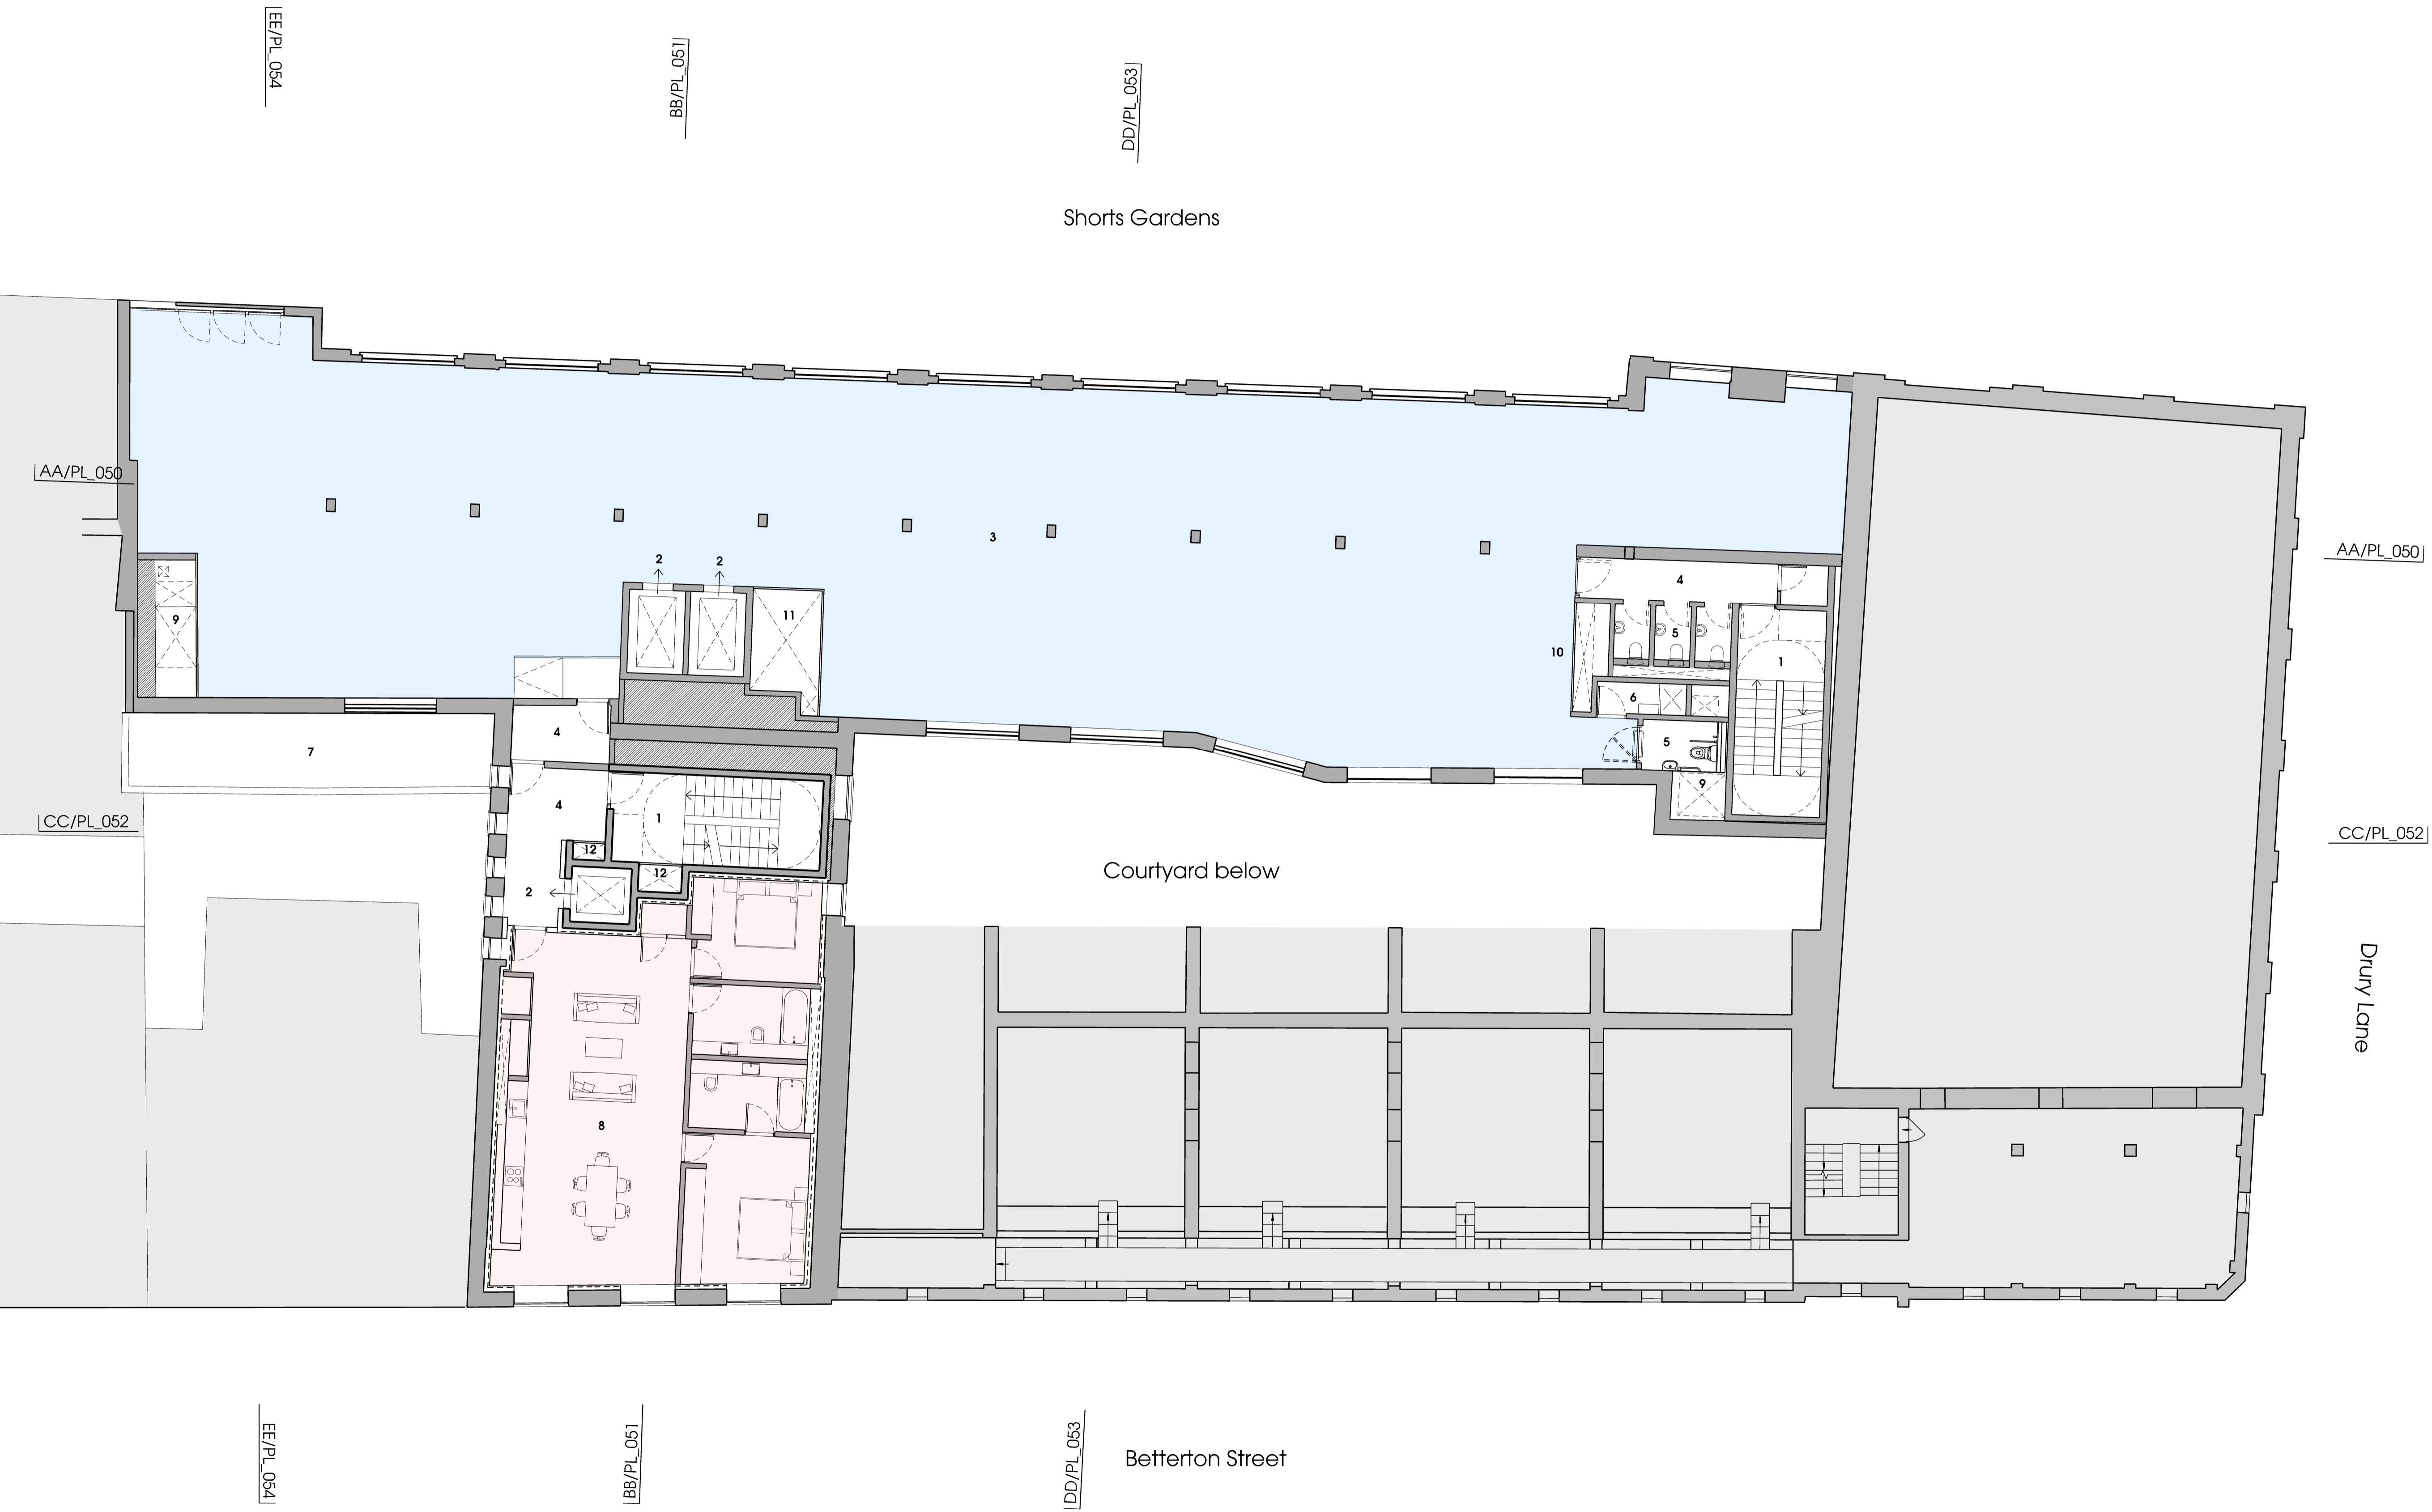 EE/PL_054
BB/PL_051
DD/PL_053
Shorts Gardens
AA/PL_050
3
2
2
AA/PL_050
4
11
9
5
10
1
6
4
5
7
9
4
1
CC/PL_052
CC/PL_052
12
Courtyard below
12
2
Drury Lane
8
EE/PL_054
BB/PL_051
DD/PL_053
Betterton Street